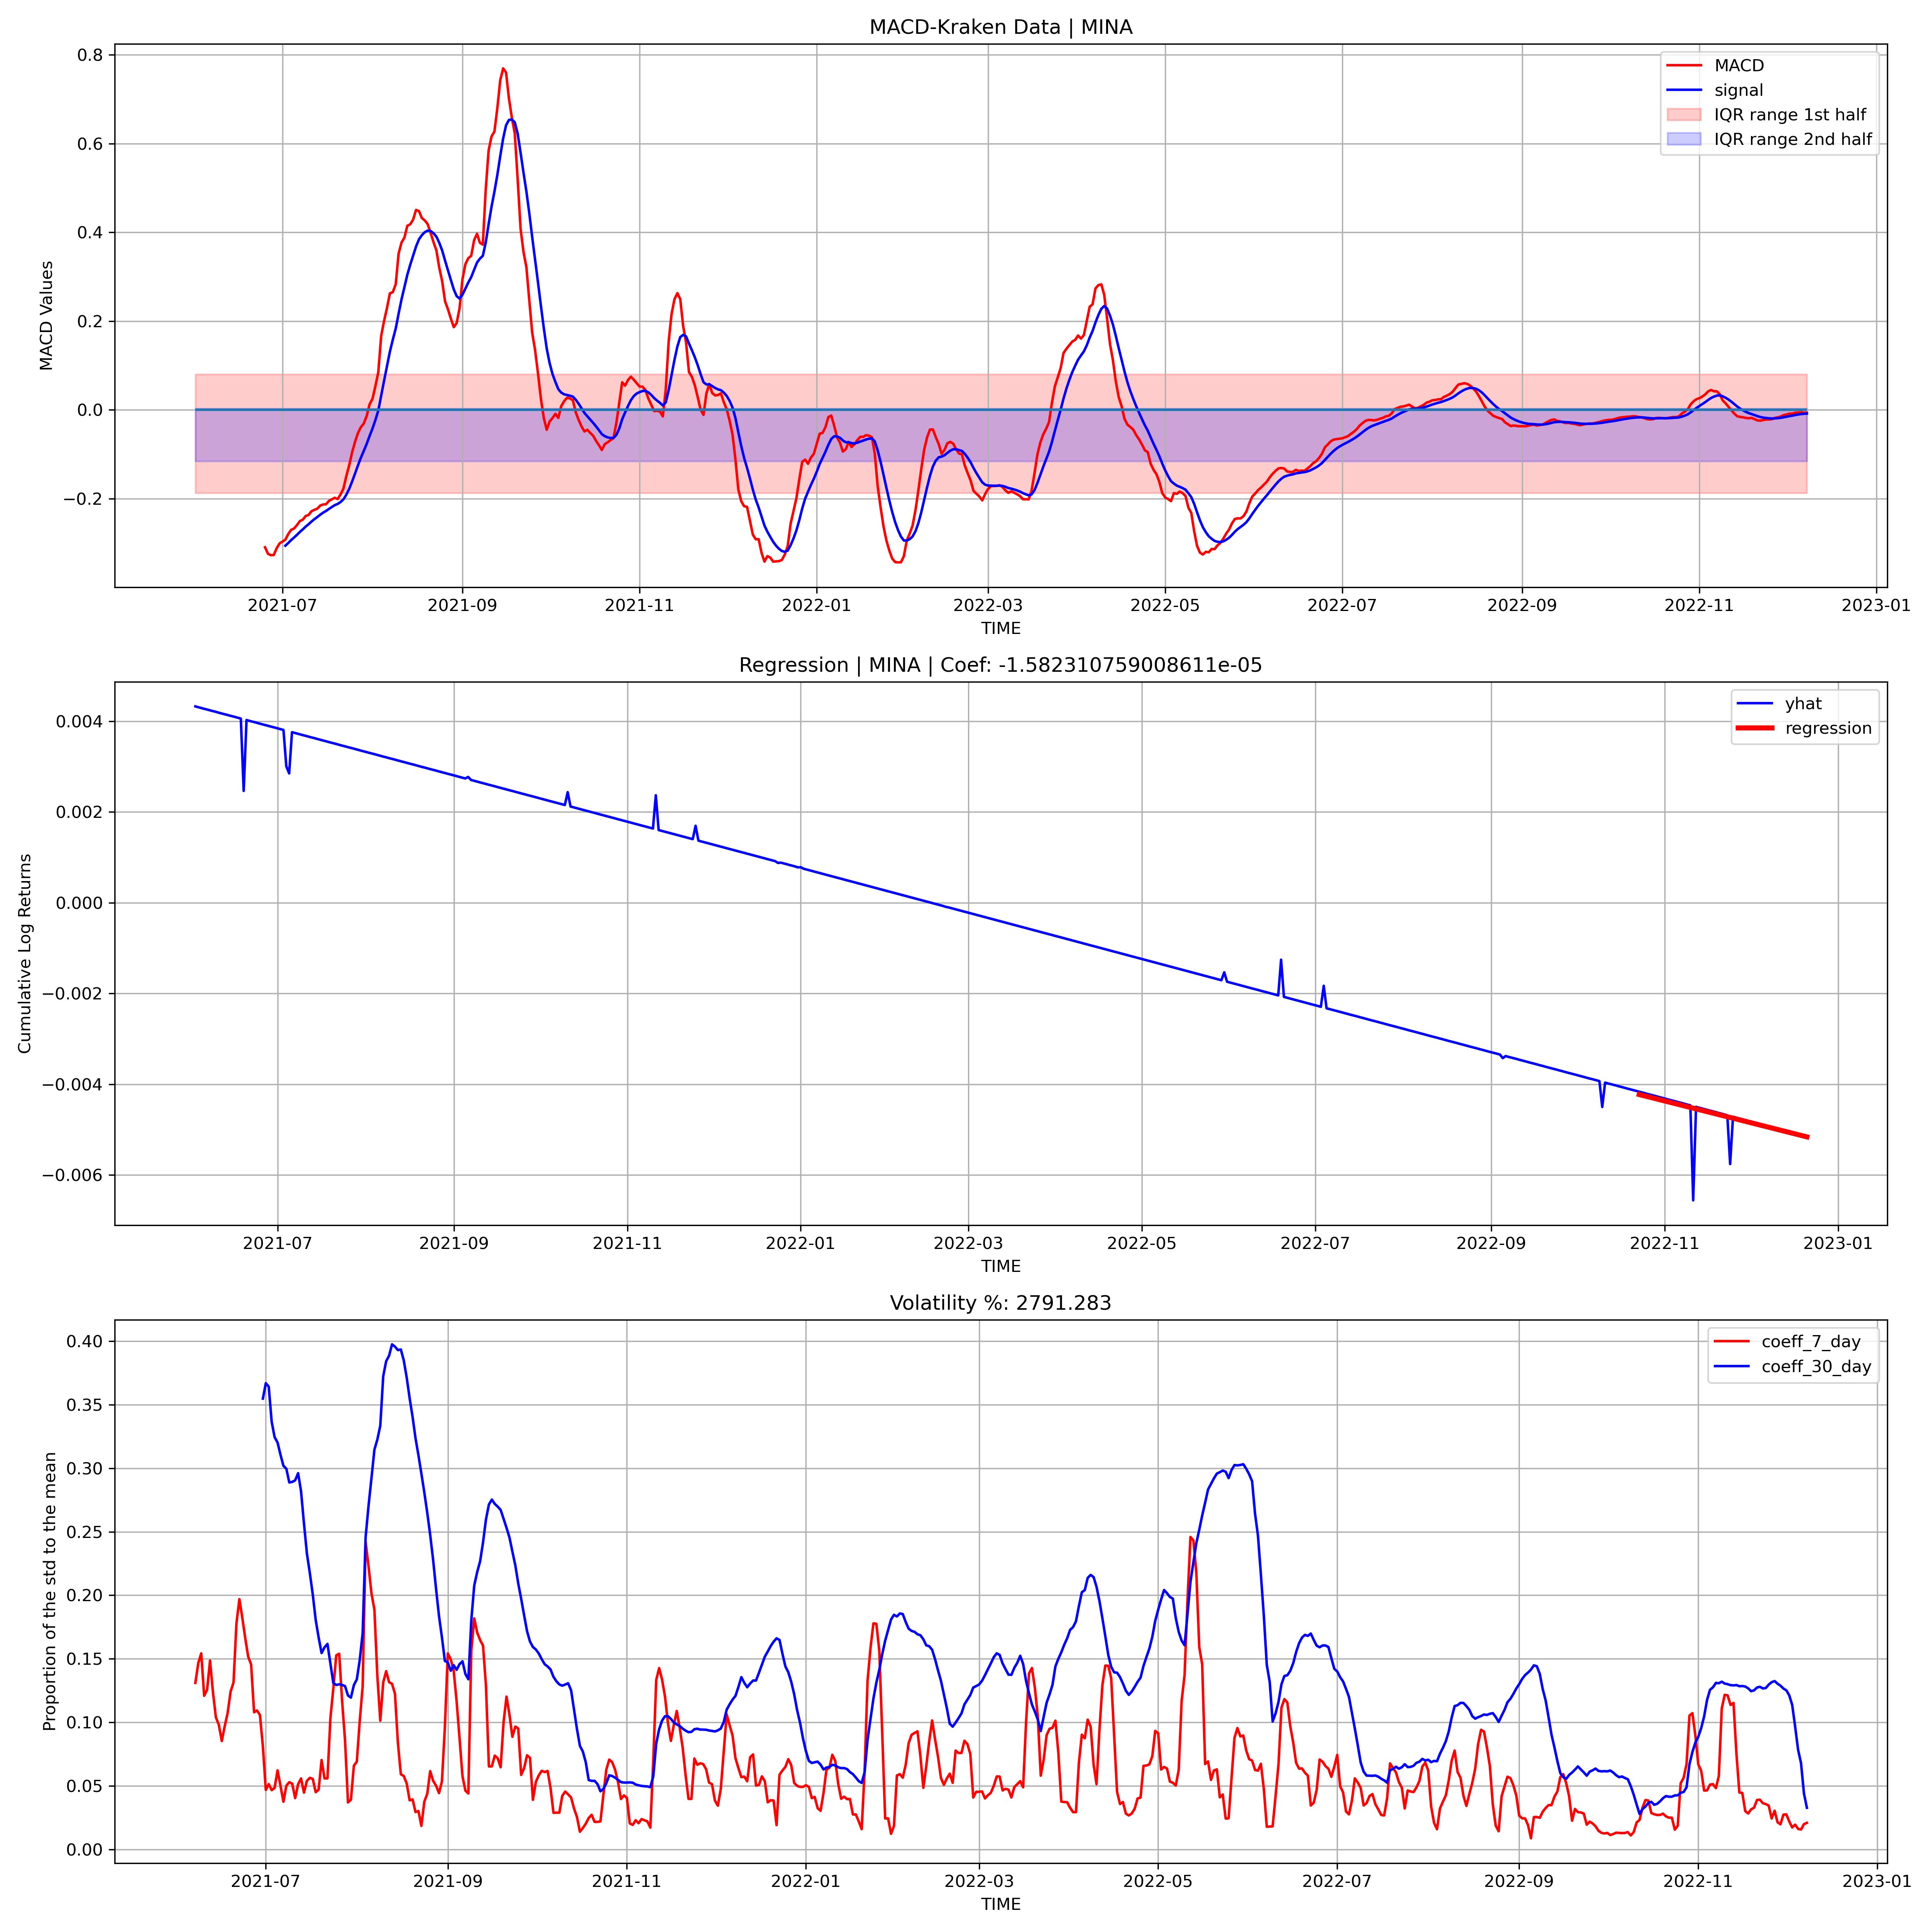 MACD-Kraken Data | MINA
MACD Values
0.8
0.6
0.4
0.2
0.0
−0.2
MACD
signal
IQR range 1st half
IQR range 2nd half
2021-07 2021-09 2021-11 2022-01 2022-03 2022-05 2022-07 2022-09 2022-11 2023-01
TIME
Regression | MINA | Coef: -1.582310759008611e-05
Cumulative Log Returns
0.004
0.002
0.000
−0.002
−0.004
−0.006
yhat
regression
2021-07 2021-09 2021-11 2022-01 2022-03 2022-05 2022-07 2022-09 2022-11 2023-01
TIME
Volatility %: 2791.283
Proportion of the std to the mean
0.40
0.35
0.30
0.25
0.20
0.15
0.10
0.05
0.00
coeff_7_day
coeff_30_day
2021-07 2021-09 2021-11 2022-01 2022-03 2022-05 2022-07 2022-09 2022-11 2023-01
TIME